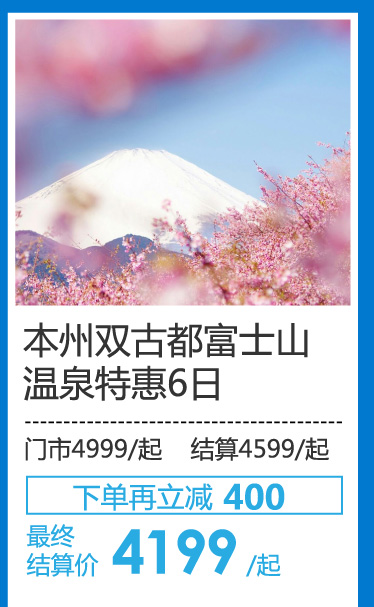 本州双古都富士山
温泉特惠6日
门市4999/起 结算4599/起
下单再立减 400
最终
结算价 4199 /起